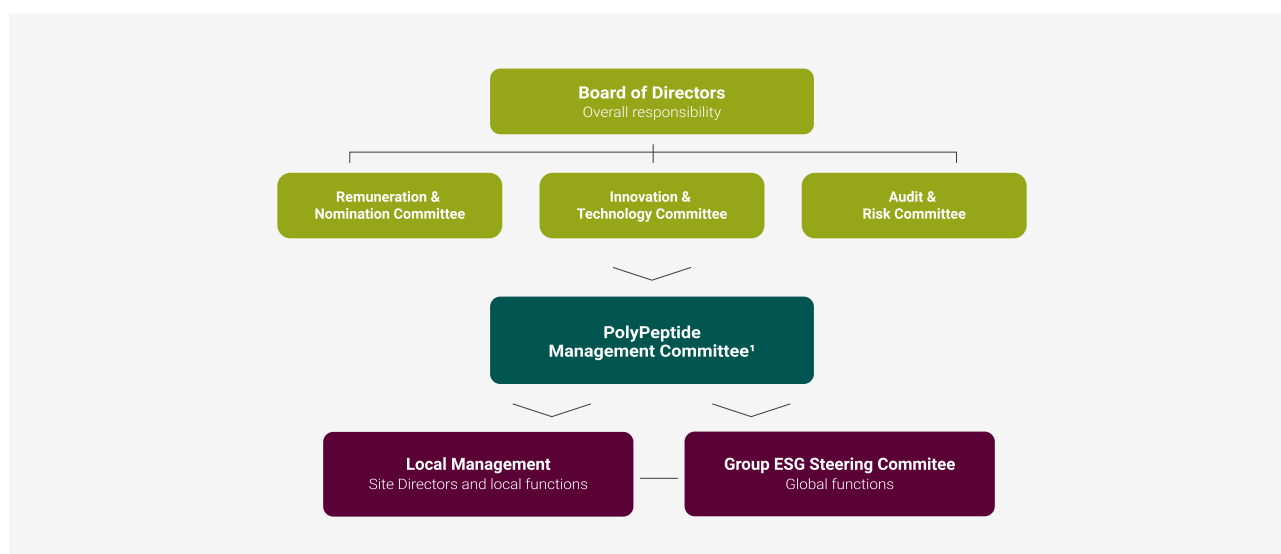 Board of Directors
Overall responsibility
Remuneration &
Nomination Committee
Innovation &
Technology Committee
Audit &
Risk Committee
PolyPeptide
Management Committee¹
Local Management
Site Directors and local functions
Group ESG Steering Commitee
Global functions